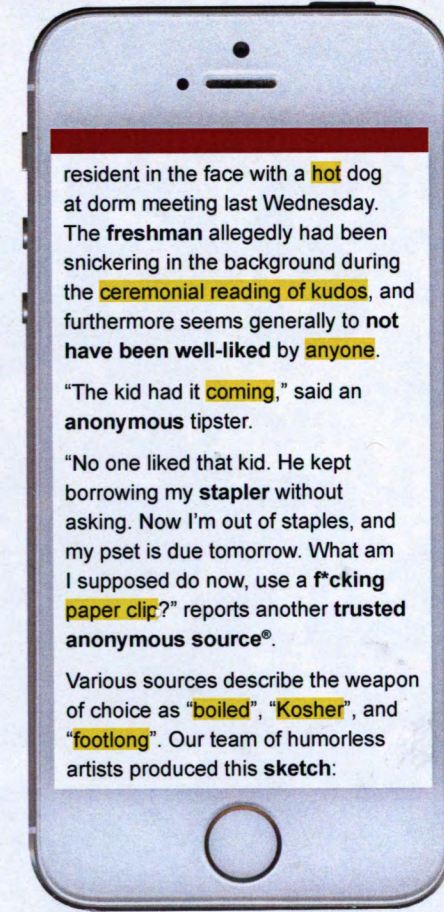 resident in the face with a hot dog
at dorm meeting last Wednesday.
The freshman allegedly had been
snickering in the background during
the ceremonial reading of kudos, and
furthermore seems generally to not
have been well-liked by anyone.
"The kid had it coming," said an
anonymous tipster.
"No one liked that kid. He kept
borrowing my stapler without
asking. Now I'm out of staples, and
my pset is due tomorrow. What am
I supposed do now, use a f*cking
paper clip?" reports another trusted
anonymous source®.
Various sources describe the weapon
of choice as "boiled", "Kosher", and
"footlong". Our team of humorless
artists produced this sketch: